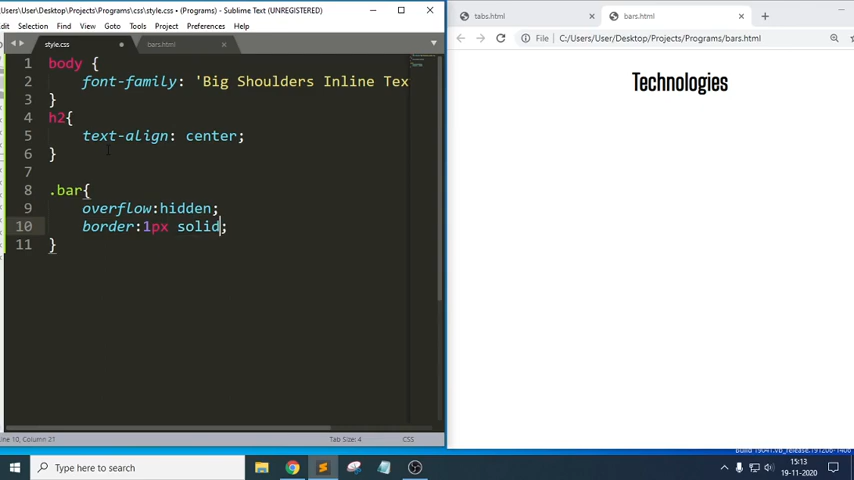 Users\User\Desktop\Projects\Programs\css\style.css • (Programs) - Sublime Text (UNREGISTERED)
Edit Selection Find View Goto Tools Project Preferences Help
style.css bars.html
1 body {
2 font-family: 'Big Shoulders Inline Tex
3 }
4 h2{
5 text-align: center;
6 }
7
8 .bar{
9 overflow:hidden;
10 border:1px solid;
11 }
Line 10, Column 21 Tab Size: 4 CSS
tabs.html bars.html
File C:/Users/User/Desktop/Projects/Programs/bars.html
Technologies
Type here to search
15:13
19-11-2020